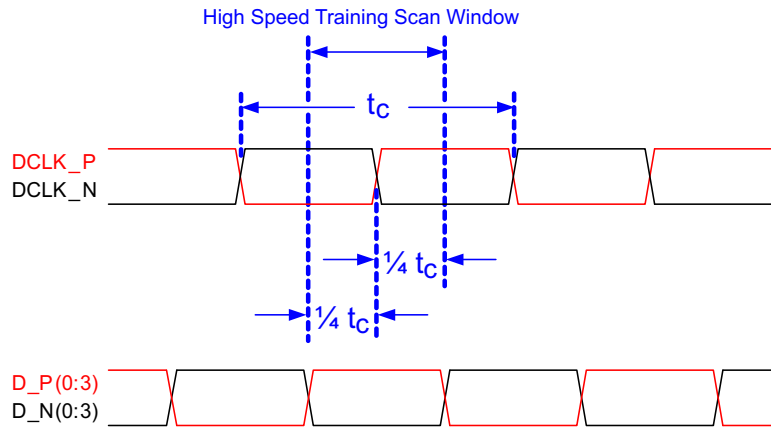 High Speed Training Scan Window
tC
DCLK_P
DCLK_N
¼ tC
¼ tC
D_P(0:3)
D_N(0:3)